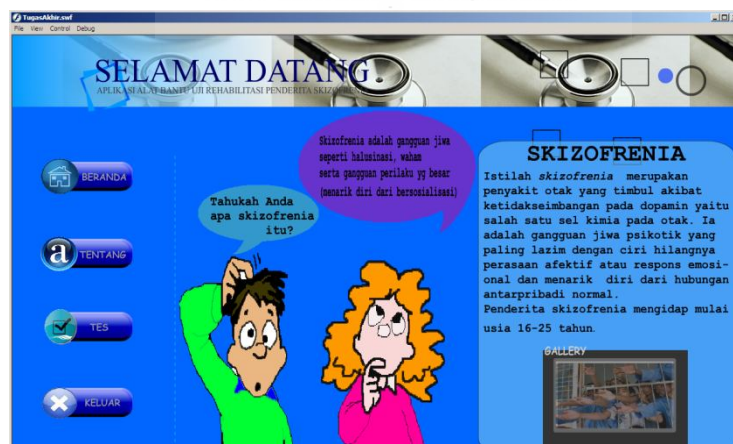 TugasAkhir.swf
File View Control Debug
SELAMAT DATANG
APLIKASI ALAT BANTU UJI REHABILITASI PENDERITA SKIZOFRENIA
BERANDA
TENTANG
TES
KELUAR
Tahukah Anda
apa skizofrenia
itu?
Skizofrenia adalah gangguan jiwa
seperti halusinasi, waham
serta gangguan perilaku yg besar
(menarik diri dari bersosialisasi)
SKIZOFRENIA
Istilah skizofrenia merupakan
penyakit otak yang timbul akibat
ketidakseimbangan pada dopamin yaitu
salah satu sel kimia pada otak. Ia
adalah gangguan jiwa psikotik yang
paling lazim dengan ciri hilangnya
perasaan afektif atau respons emosi-
onal dan menarik diri dari hubungan
antarpribadi normal.
Penderita skizofrenia mengidap mulai
usia 16-25 tahun.
GALLERY